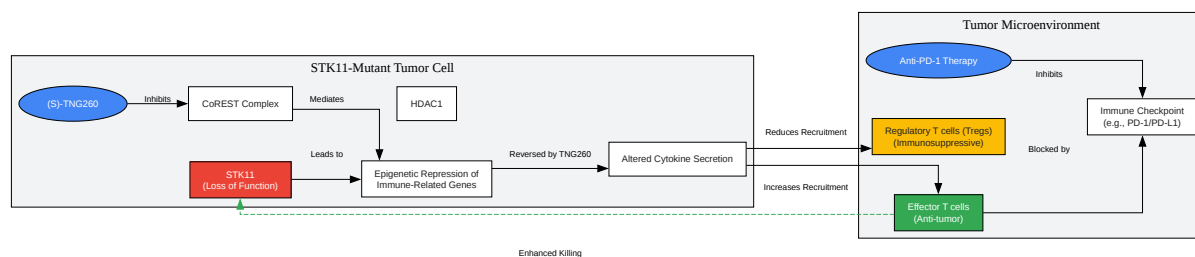 Tumor Microenvironment
STK11-Mutant Tumor Cell
Anti-PD-1 Therapy
Inhibits
(S)-TNG260
Inhibits
CoREST Complex
Mediates
HDAC1
Immune Checkpoint
(e.g., PD-1/PD-L1)
Reduces Recruitment
Regulatory T cells (Tregs)
(Immunosuppressive)
Blocked by
Leads to
Reversed by TNG260
Altered Cytokine Secretion
STK11
(Loss of Function)
Epigenetic Repression of
Immune-Related Genes
Increases Recruitment
Effector T cells
(Anti-tumor)
Enhanced Killing